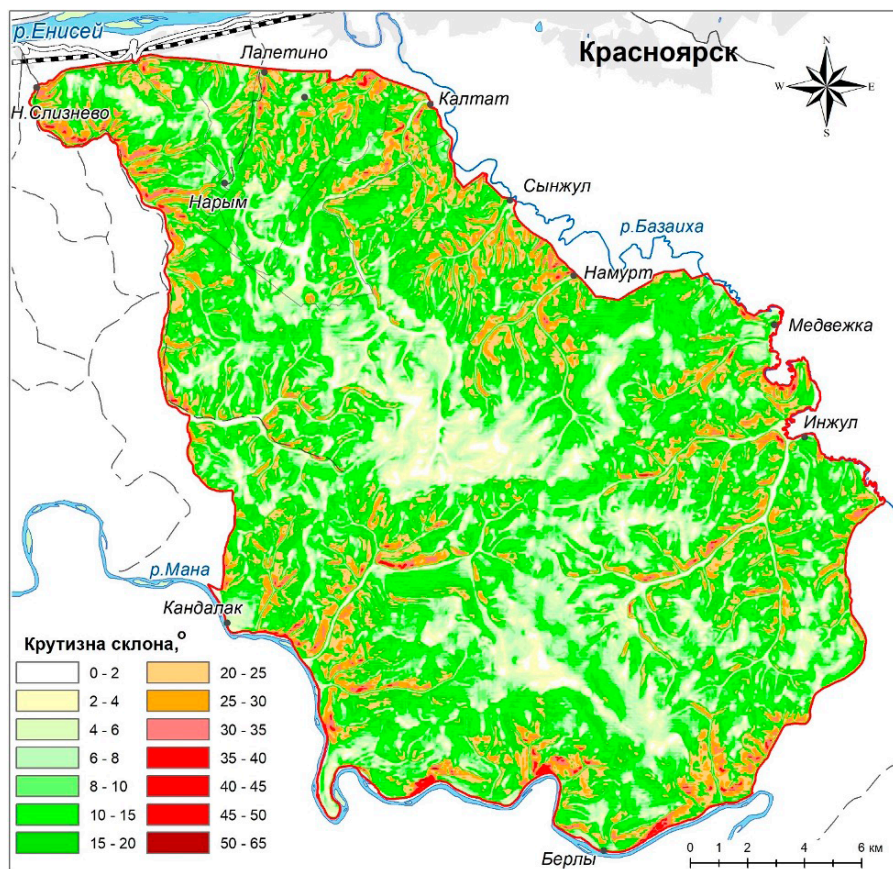 р.Енисей
Лалетино
Красноярск
N
W
E
S
Н.Слизнево
Калтат
Нарым
Сынжул
р.Базаиха
Намурт
Медвежка
Инжул
р.Мана
Кандалак
Крутизна склона,°
0 - 2
2 - 4
4 - 6
6 - 8
8 - 10
10 - 15
15 - 20
20 - 25
25 - 30
30 - 35
35 - 40
40 - 45
45 - 50
50 - 65
Берлы
0 1 2 4 6 км